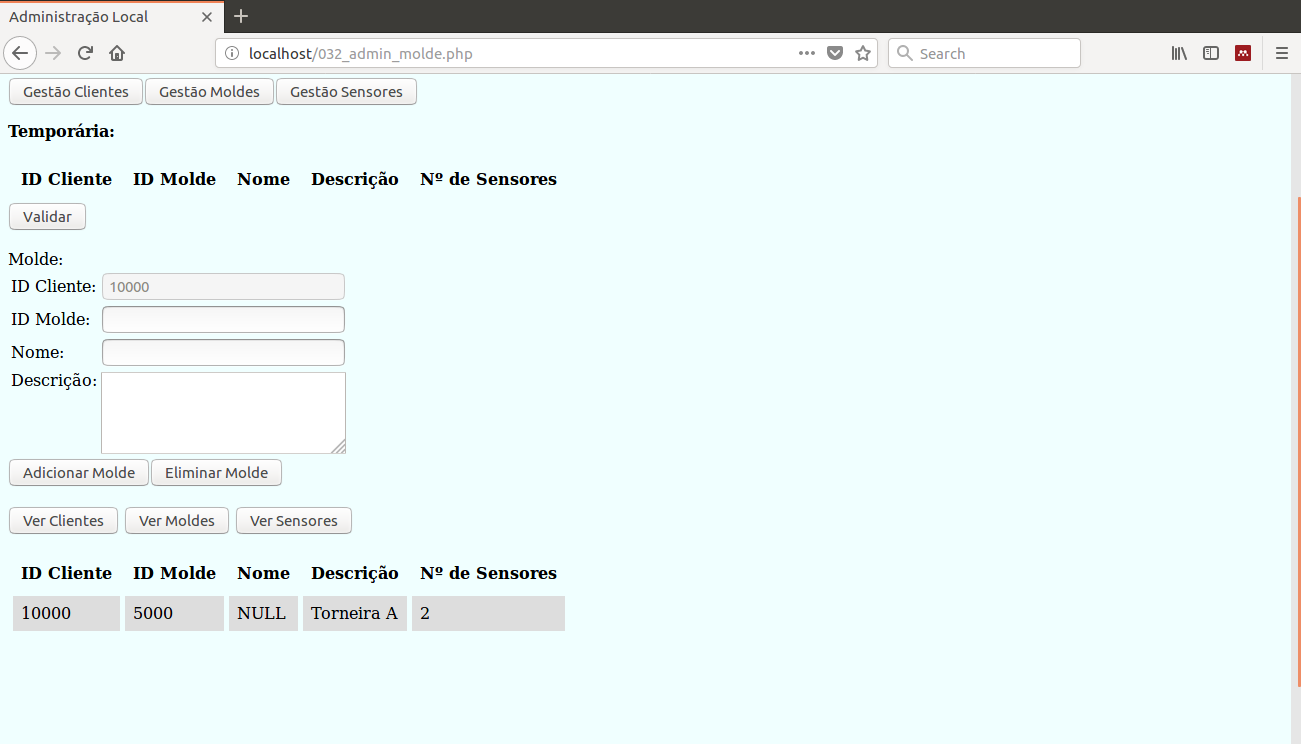 Administração Local
localhost/032_admin_molde.php
Search
Gestão Clientes Gestão Moldes Gestão Sensores
Temporária:
ID Cliente ID Molde Nome Descrição Nº de Sensores
Validar
Molde:
ID Cliente: 10000
ID Molde:
Nome:
Descrição:
Adicionar Molde Eliminar Molde
Ver Clientes Ver Moldes Ver Sensores
ID Cliente ID Molde Nome Descrição Nº de Sensores
10000 5000 NULL Torneira A 2